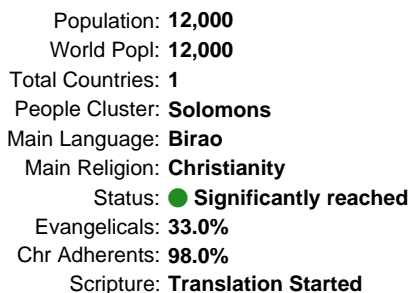 Population: 12,000
World Popl: 12,000
Total Countries: 1
People Cluster: Solomons
Main Language: Birao
Main Religion: Christianity
Status: Significantly reached
Evangelicals: 33.0%
Chr Adherents: 98.0%
Scripture: Translation Started